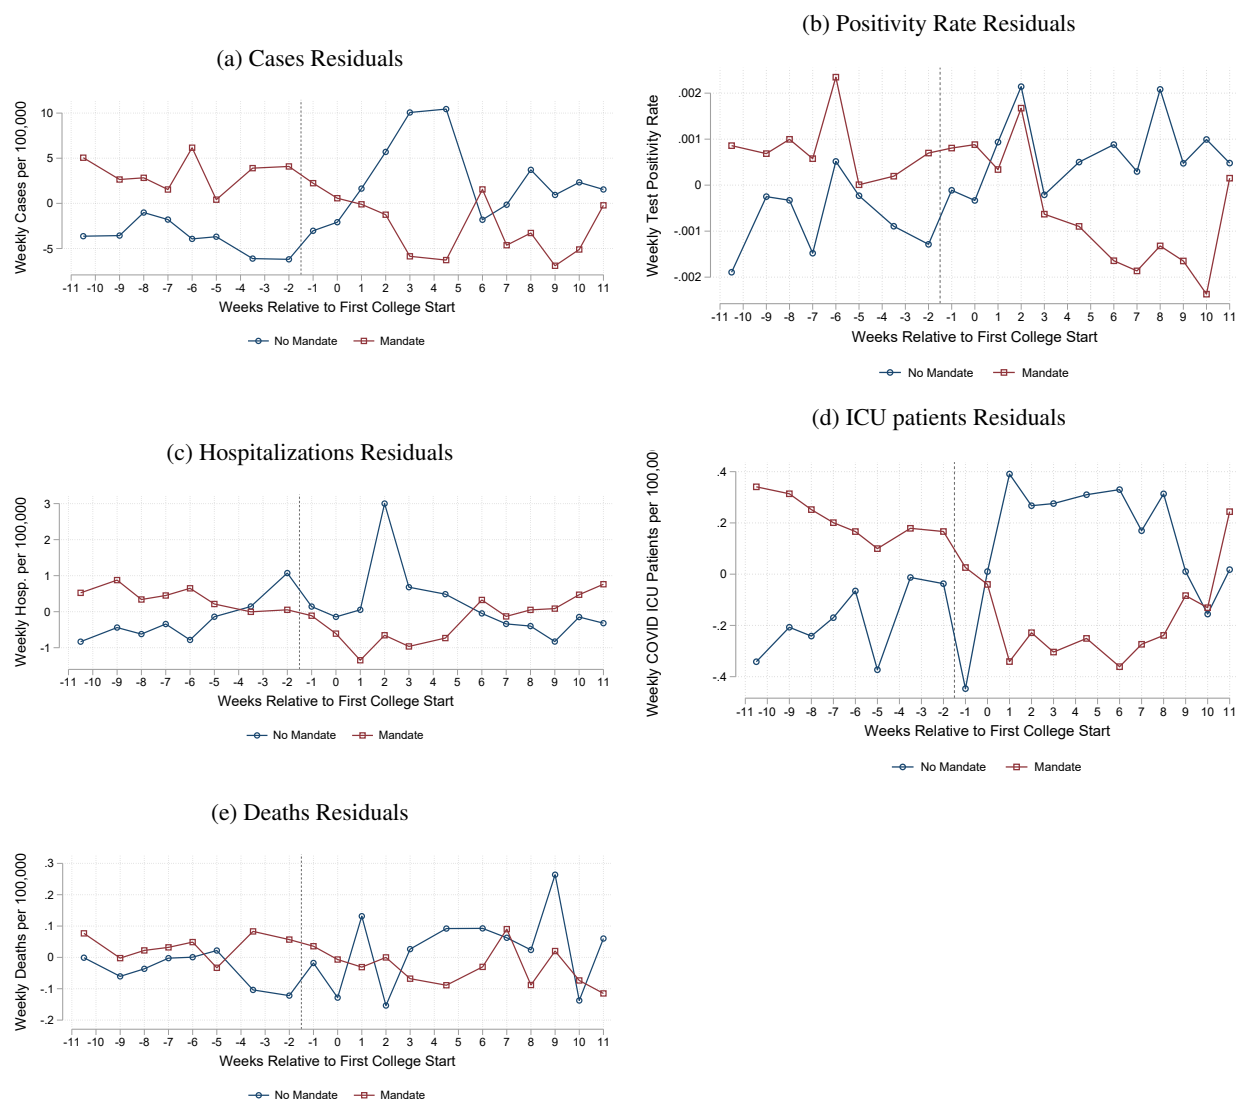 (a) Cases Residuals
Weekly Cases per 100,000
10
5
0
-5
-11 -10 -9 -8 -7 -6 -5 -4 -3 -2 -1 0 1 2 3 4 5 6 7 8 9 10 11
Weeks Relative to First College Start
No Mandate Mandate
(b) Positivity Rate Residuals
Weekly Test Positivity Rate
.002
.001
0
-.001
-.002
-11 -10 -9 -8 -7 -6 -5 -4 -3 -2 -1 0 1 2 3 4 5 6 7 8 9 10 11
Weeks Relative to First College Start
No Mandate Mandate
(c) Hospitalizations Residuals
Weekly Hosp. per 100,000
3
2
1
0
-1
-11 -10 -9 -8 -7 -6 -5 -4 -3 -2 -1 0 1 2 3 4 5 6 7 8 9 10 11
Weeks Relative to First College Start
No Mandate Mandate
(d) ICU patients Residuals
Weekly COVID ICU Patients per 100,00
.4
.2
0
-.2
-.4
-11 -10 -9 -8 -7 -6 -5 -4 -3 -2 -1 0 1 2 3 4 5 6 7 8 9 10 11
Weeks Relative to First College Start
No Mandate Mandate
(e) Deaths Residuals
Weekly Deaths per 100,000
.3
.2
.1
0
-.1
-.2
-11 -10 -9 -8 -7 -6 -5 -4 -3 -2 -1 0 1 2 3 4 5 6 7 8 9 10 11
Weeks Relative to First College Start
No Mandate Mandate